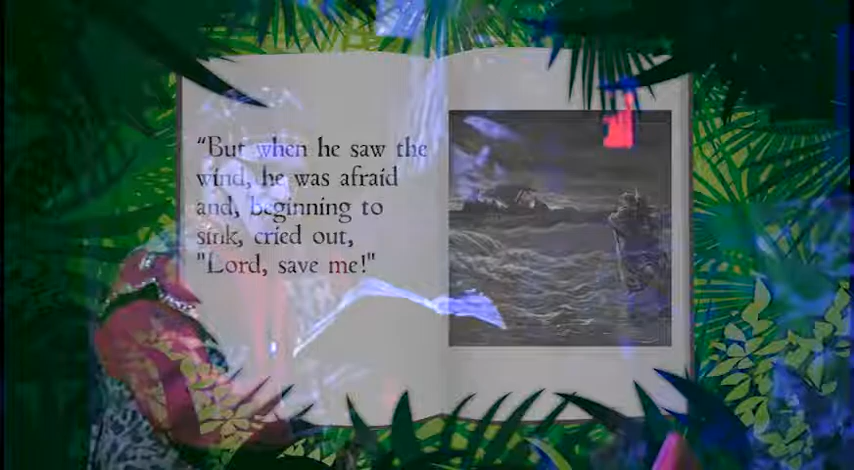 “But when he saw the
wind, he was afraid
and, beginning to
sink, cried out,
"Lord, save me!"